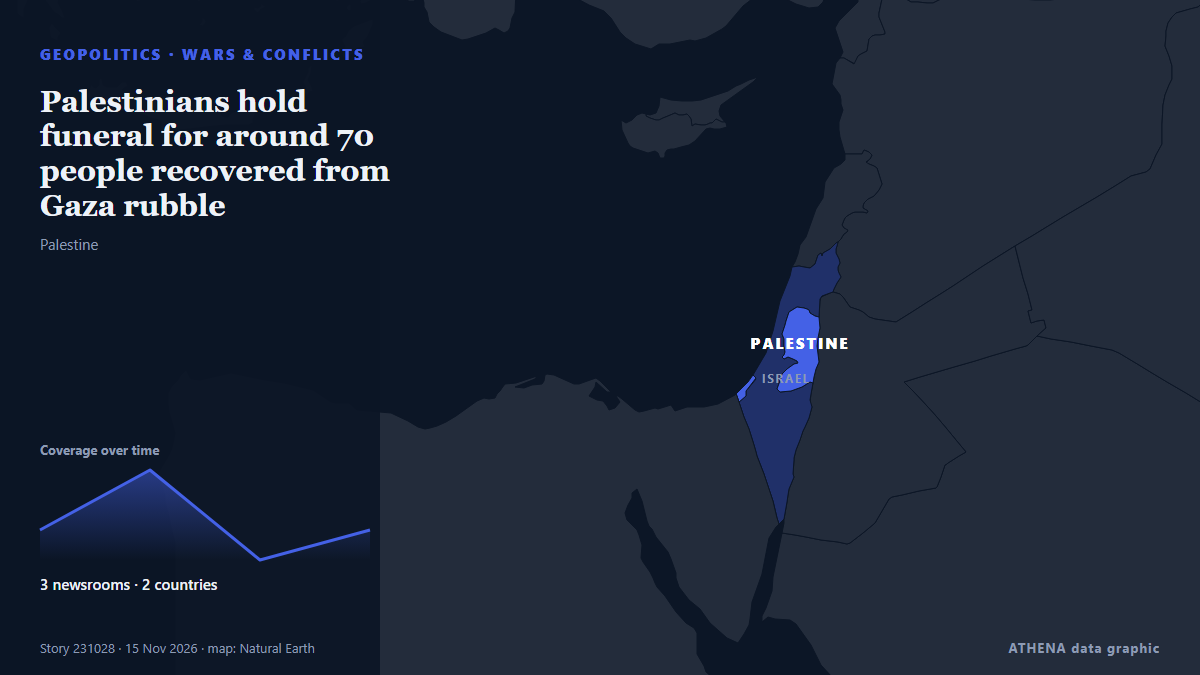 GEOPOLITICS · WARS & CONFLICTS
Palestinians hold
funeral for around 70
people recovered from
Gaza rubble
Palestine
PALESTINE
ISRAEL
Coverage over time
3 newsrooms · 2 countries
Story 231028 · 15 Nov 2026 · map: Natural Earth
ATHENA data graphic